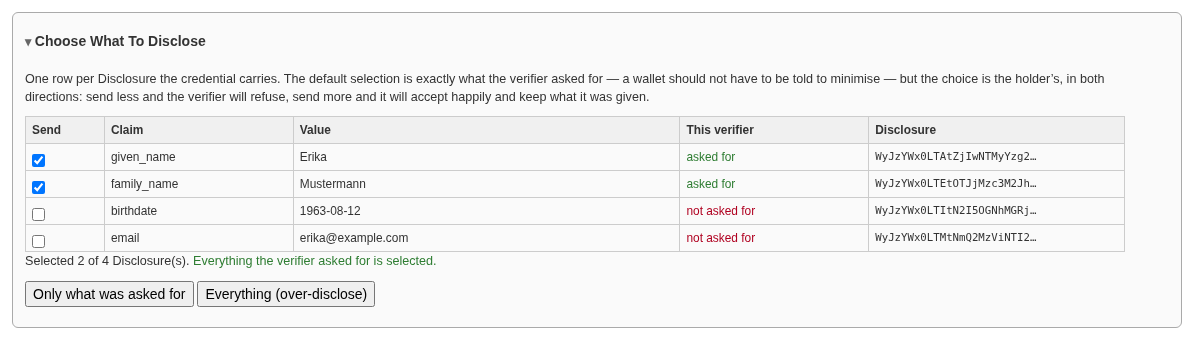 ▾ Choose What To Disclose
One row per Disclosure the credential carries. The default selection is exactly what the verifier asked for — a wallet should not have to be told to minimise — but the choice is the holder's, in both
directions: send less and the verifier will refuse, send more and it will accept happily and keep what it was given.
Send Claim Value This verifier Disclosure
given_name Erika asked for WyJzYWx0LTAtZjIwNTMyYzg2…
family_name Mustermann asked for WyJzYWx0LTEtOTJjMzc3M2Jh…
birthdate 1963-08-12 not asked for WyJzYWx0LTItN2I5OGNhMGRj…
email erika@example.com not asked for WyJzYWx0LTMtNmQ2MzViNTI2…
Selected 2 of 4 Disclosure(s). Everything the verifier asked for is selected.
Only what was asked for Everything (over-disclose)